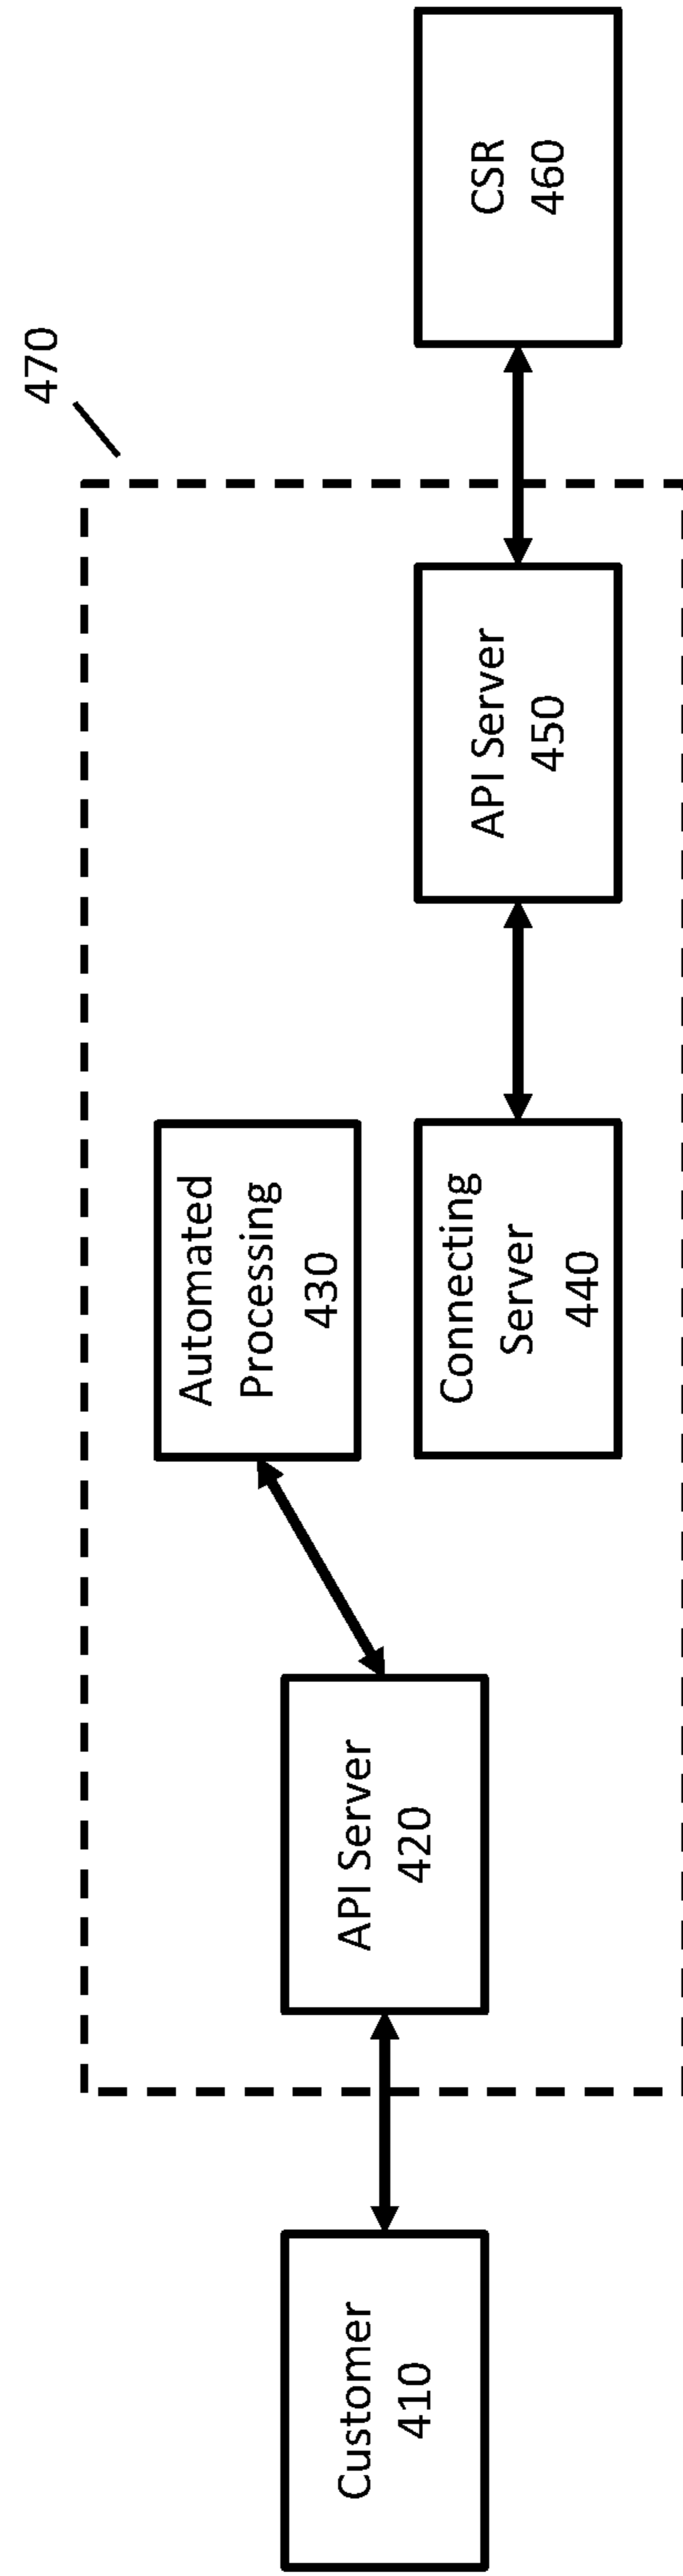 470
Customer
410
API Server
420
Automated
Processing
430
Connecting
Server
440
API Server
450
CSR
460